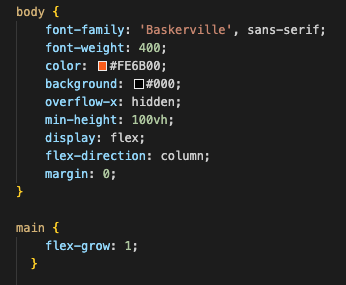 body {
    font-family: 'Baskerville', sans-serif;
    font-weight: 400;
    color: #FE6B00;
    background: #000;
    overflow-x: hidden;
    min-height: 100vh;
    display: flex;
    flex-direction: column;
    margin: 0;
}

main {
    flex-grow: 1;
  }